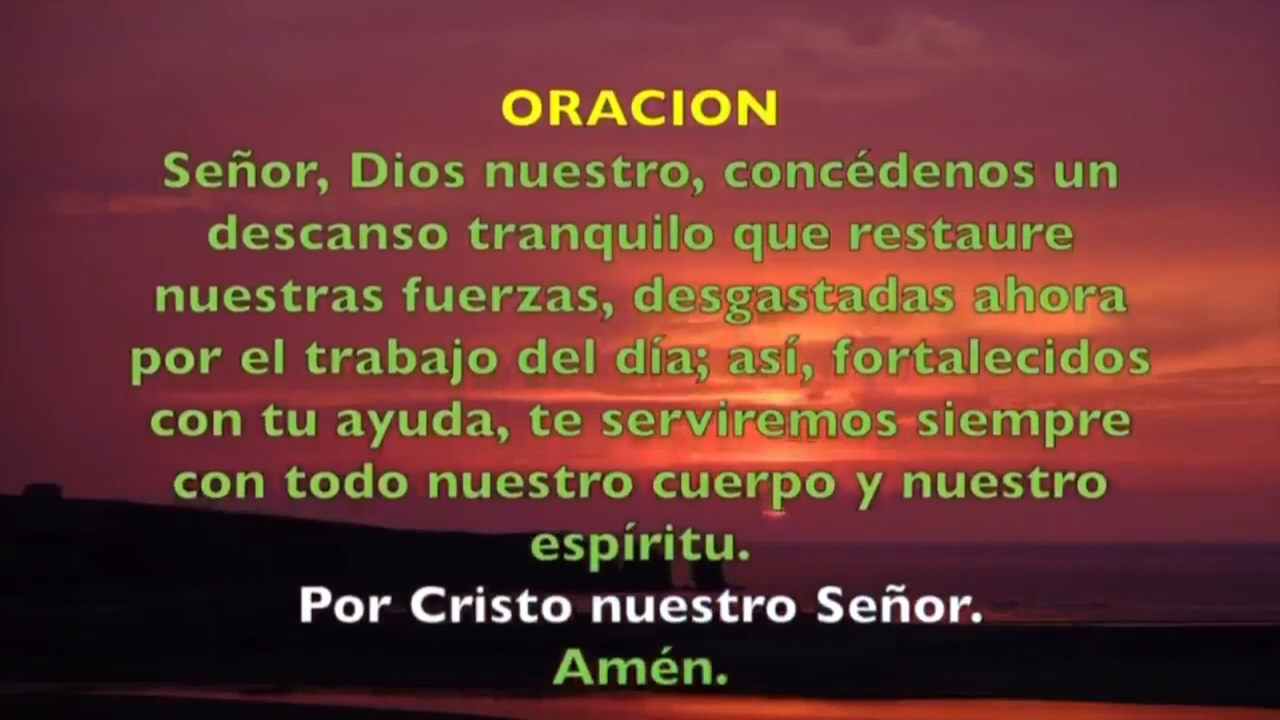 ORACION
Señor, Dios nuestro, concédenos un
descanso tranquilo que restaure
nuestras fuerzas, desgastadas ahora
por el trabajo del día; así, fortalecidos
con tu ayuda, te serviremos siempre
con todo nuestro cuerpo y nuestro
espíritu.
Por Cristo nuestro Señor.
Amén.